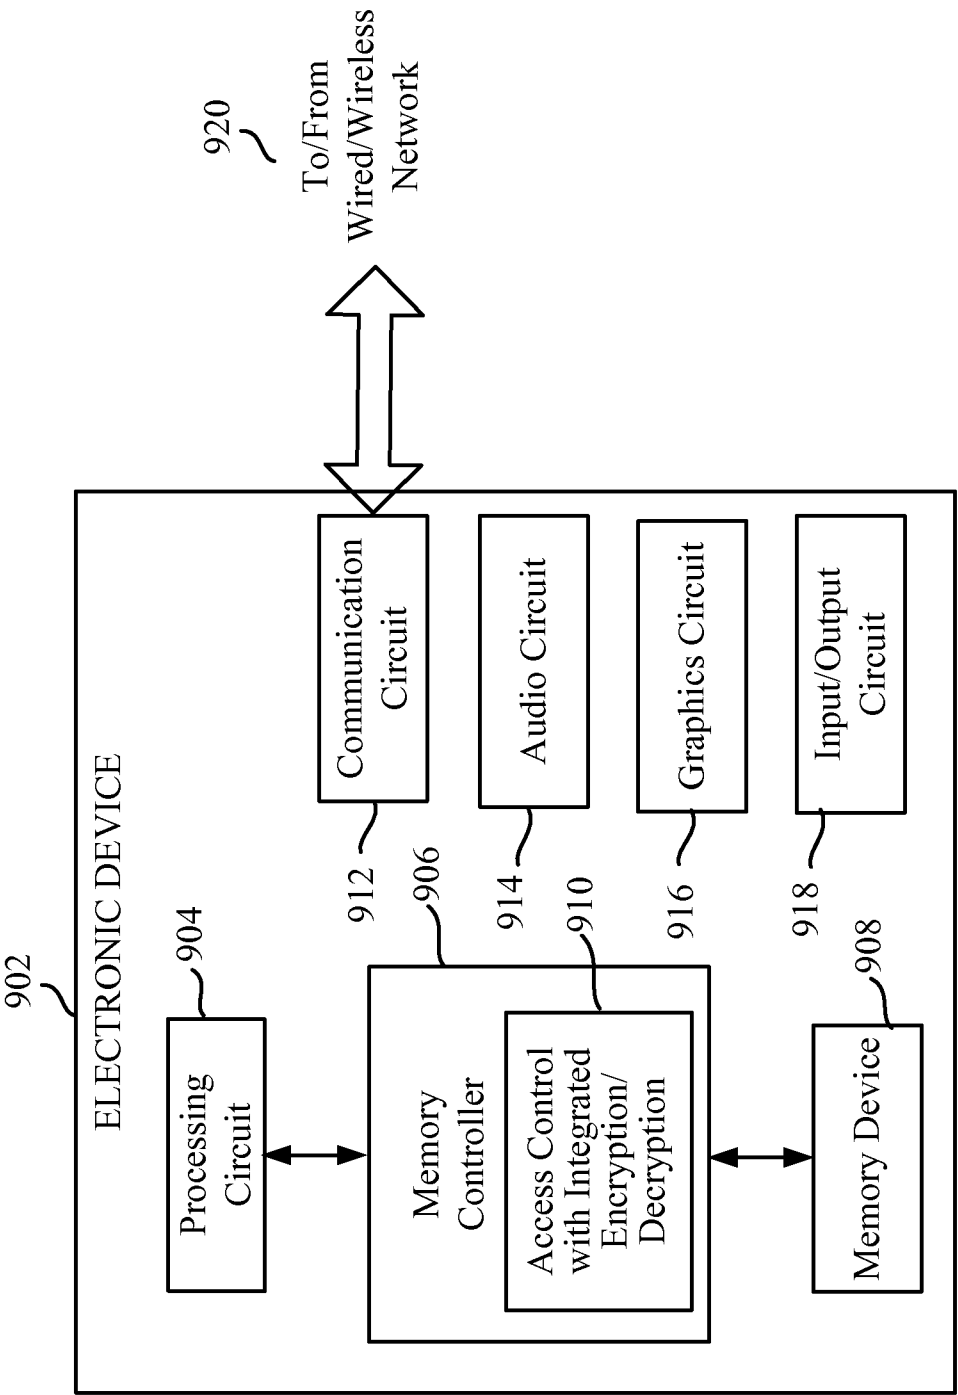 902
ELECTRONIC DEVICE
904
Processing
Circuit
906
Memory
Controller
910
Access Control
with Integrated
Encryption/
Decryption
908
Memory Device
912
Communication
Circuit
914
Audio Circuit
916
Graphics Circuit
918
Input/Output
Circuit
920
To/From
Wired/Wireless
Network